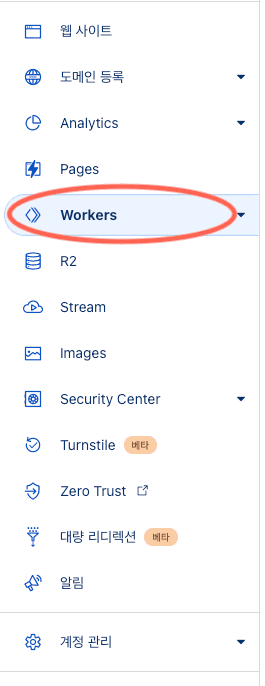 웹 사이트
도메인 등록
Analytics
Pages
Workers
R2
Stream
Images
Security Center
Turnstile 베타
Zero Trust
대량 리디렉션 베타
알림
계정 관리